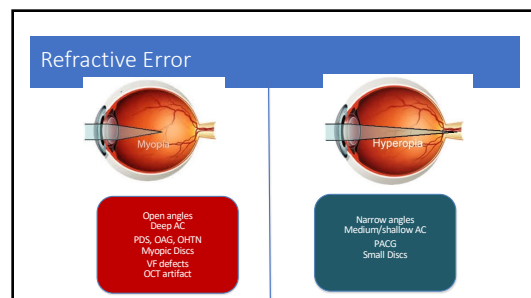 Refractive Error
Myopia
Open angles
Deep AC
PDS, OAG, OHTN
Myopic Discs
VF defects
OCT artifact
Hyperopia
Narrow angles
Medium/shallow AC
PACG
Small Discs